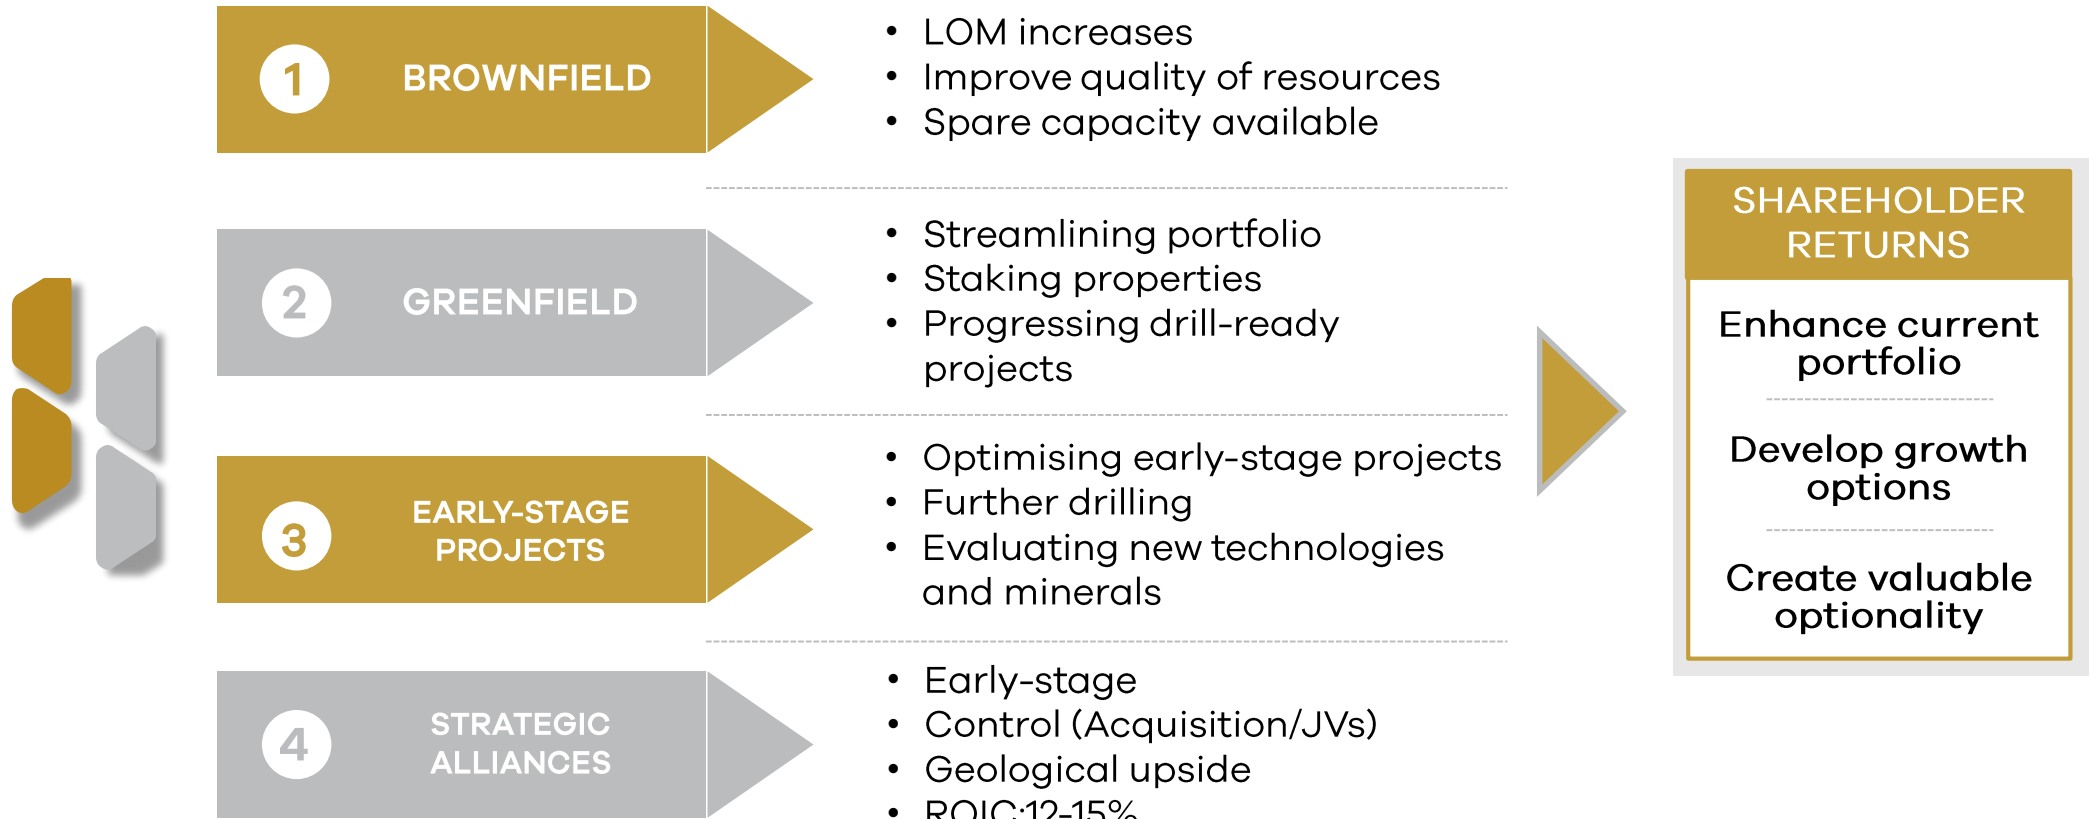 1
BROWNFIELD
• LOM increases
• Improve quality of resources
• Spare capacity available
2
GREENFIELD
• Streamlining portfolio
• Staking properties
• Progressing drill-ready
projects
3
EARLY-STAGE
PROJECTS
• Optimising early-stage projects
• Further drilling
• Evaluating new technologies
and minerals
4
STRATEGIC
ALLIANCES
• Early-stage
• Control (Acquisition/JVs)
• Geological upside
• ROIC:12-15%
SHAREHOLDER
RETURNS
Enhance current
portfolio
Develop growth
options
Create valuable
optionality